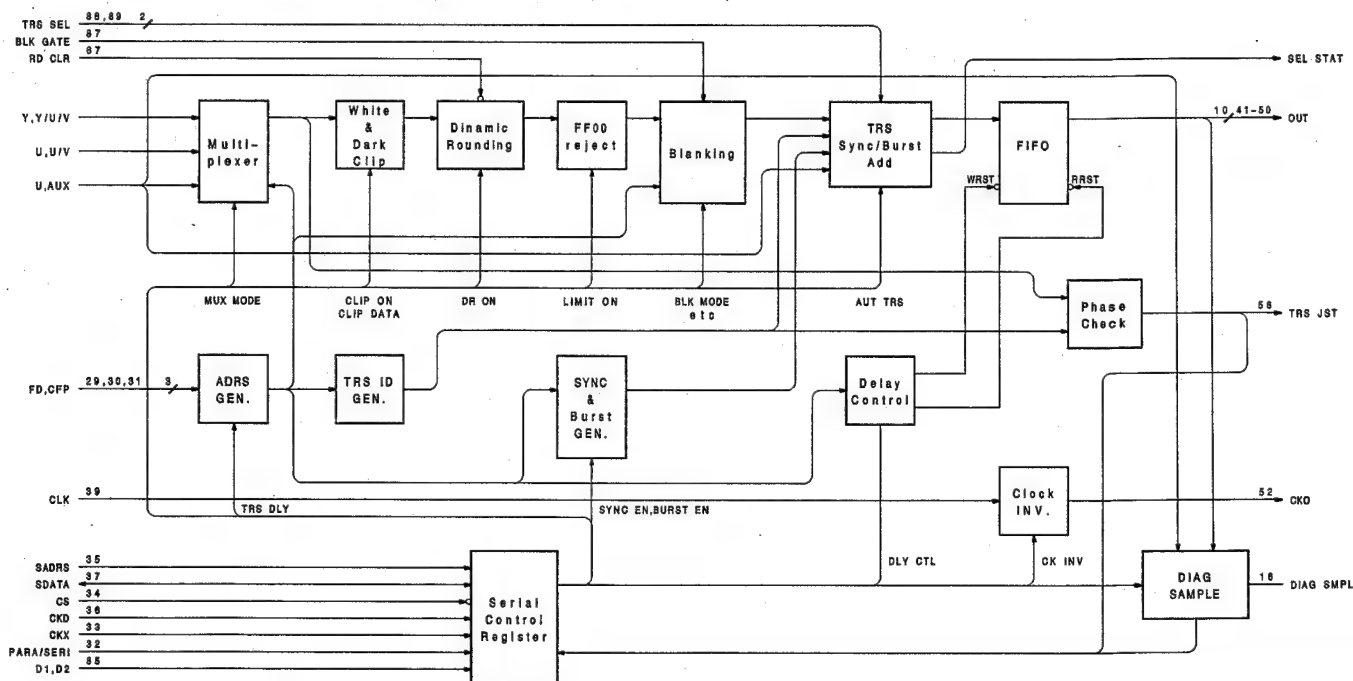 TRS SEL 88,89 2
BLK GATE 87
RD CLR 67
SEL STAT
Y,Y/U/V
U,U/V
U,AUX
Multi-
plexer
White
&
Dark
Clip
Dinamic
Rounding
FF00
reject
Blanking
TRS
Sync/Burst
Add
FIFO
WRST
RRST
10,41-50 OUT
MUX MODE
CLIP ON
CLIP DATA
DR ON
LIMIT ON
BLK MODE
etc
AUT TRS
Phase
Check
56 TRS JST
FD,CFP 29,30,31 3
ADRS
GEN.
TRS ID
GEN.
SYNC
&
Burst
GEN.
Delay
Control
CLK 39
TRS DLY
SYNC EN,BURST EN
Clock
INV.
52 CKO
SADRS 35
SDATA 37
CS 34
CKD 36
CKX 33
PARA/SERI 32
D1,D2 85
Serial
Control
Register
DLY CTL
CK INV
DIAG
SAMPLE
16 DIAG SMPL